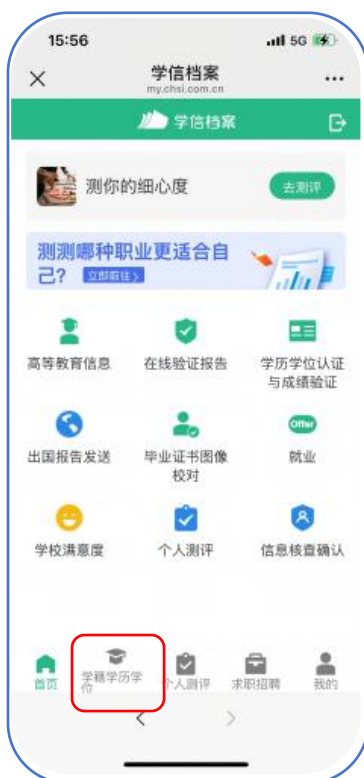 15:56
5G
学信档案
my.chsi.com.cn
学信档案
测你的细心度
去测评
测测哪种职业更适合自
己? 立即前往>
高等教育信息
在线验证报告
学历学位认证
与成绩验证
出国报告发送
毕业证书图像
校对
Offer
就业
学校满意度
个人测评
信息核查确认
首页
学籍学历学
位
个人测评
求职招聘
我的